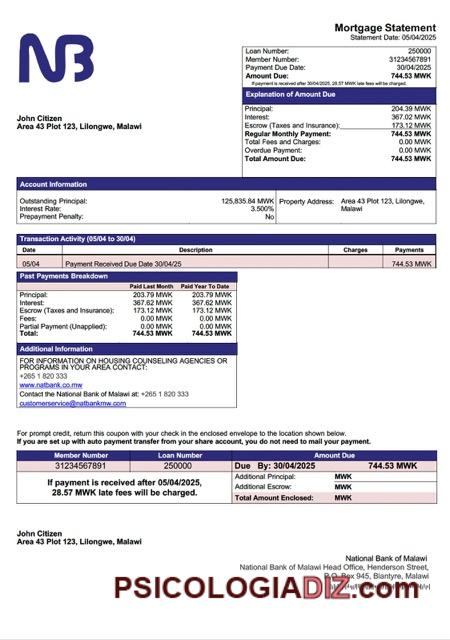 NB
Mortgage Statement
Statement Date: 05/04/2025
Loan Number: 250000
Member Number: 31234567891
Payment Due Date: 30/04/2025
Amount Due: 744.53 MWK
If payment is received after 30/04/2025, 28.57 MWK late fees will be charged.
Explanation of Amount Due
Principal: 204.39 MWK
Interest: 367.02 MWK
Escrow (Taxes and Insurance): 173.12 MWK
Regular Monthly Payment: 744.53 MWK
Total Fees and Charges: 0.00 MWK
Overdue Payment: 0.00 MWK
Total Amount Due: 744.53 MWK
John Citizen
Area 43 Plot 123, Lilongwe, Malawi
Account Information
Outstanding Principal: 125,835.84 MWK
Interest Rate: 3.500%
Prepayment Penalty: No
Property Address: Area 43 Plot 123, Lilongwe,
Malawi
Transaction Activity (05/04 to 30/04)
Date Description Charges Payments
05/04 Payment Received Due Date 30/04/25 744.53 MWK
Past Payments Breakdown
Paid Last Month Paid Year To Date
Principal: 203.79 MWK 203.79 MWK
Interest: 367.62 MWK 367.62 MWK
Escrow (Taxes and Insurance): 173.12 MWK 173.12 MWK
Fees: 0.00 MWK 0.00 MWK
Partial Payment (Unapplied): 0.00 MWK 0.00 MWK
Total: 744.53 MWK 744.53 MWK
Additional Information
FOR INFORMATION ON HOUSING COUNSELING AGENCIES OR
PROGRAMS IN YOUR AREA CONTACT:
+265 1 820 333
www.natbank.co.mw
Contact the National Bank of Malawi at: +265 1 820 333
customerservice@natbankmw.com
For prompt credit, return this coupon with your check in the enclosed envelope to the location shown below.
If you are set up with auto payment transfer from your share account, you do not need to mail your payment.
Member Number Loan Number Amount Due
31234567891 250000 Due By: 30/04/2025 744.53 MWK
If payment is received after 05/04/2025,
28.57 MWK late fees will be charged.
Additional Principal: MWK
Additional Escrow: MWK
Total Amount Enclosed: MWK
John Citizen
Area 43 Plot 123, Lilongwe, Malawi
National Bank of Malawi
National Bank of Malawi Head Office, Henderson Street,
P.O. Box 945, Blantyre, Malawi
PSICOLOGIADIZ.com